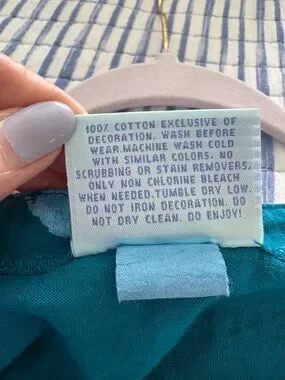 100% COTTON EXCLUSIVE OF
DECORATION. WASH BEFORE
WEAR.MACHINE WASH COLD
WITH SIMILAR COLORS. NO
SCRUBBING OR STAIN REMOVERS.
ONLY NON CHLORINE BLEACH
WHEN NEEDED.TUMBLE DRY LOW.
DO NOT IRON DECORATION. DO
NOT DRY CLEAN. DO ENJOY!